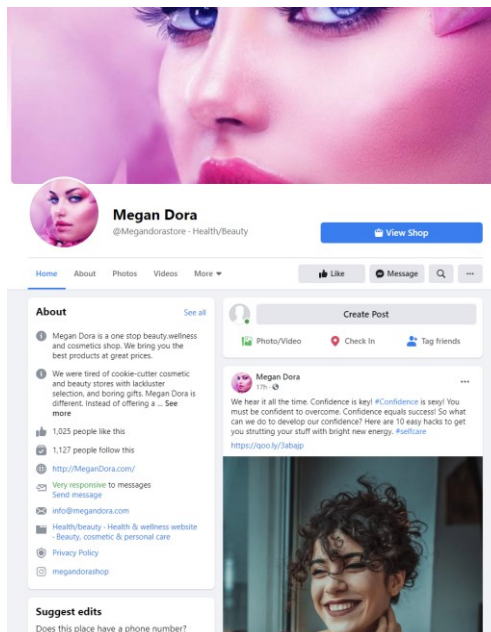 Megan Dora
@Megandorastore · Health/Beauty
View Shop
Home About Photos Videos More
Like Message ···
About See all
Megan Dora is a one stop beauty,wellness
and cosmetics shop. We bring you the
best products at great prices.
We were tired of cookie-cutter cosmetic
and beauty stores with lackluster
selection, and boring gifts. Megan Dora is
different. Instead of offering a ... See
more
1,025 people like this
1,127 people follow this
http://MeganDora.com/
Very responsive to messages
Send message
info@megandora.com
Health/beauty · Health & wellness website
· Beauty, cosmetic & personal care
Privacy Policy
megandorashop
Suggest edits
Does this place have a phone number?
Create Post
Photo/Video Check In Tag friends
Megan Dora
17h ·
We hear it all the time. Confidence is key! #Confidence is sexy! You
must be confident to overcome. Confidence equals success! So what
can we do to develop our confidence? Here are 10 easy hacks to get
you strutting your stuff with bright new energy. #selfcare
https://qoo.ly/3abajp